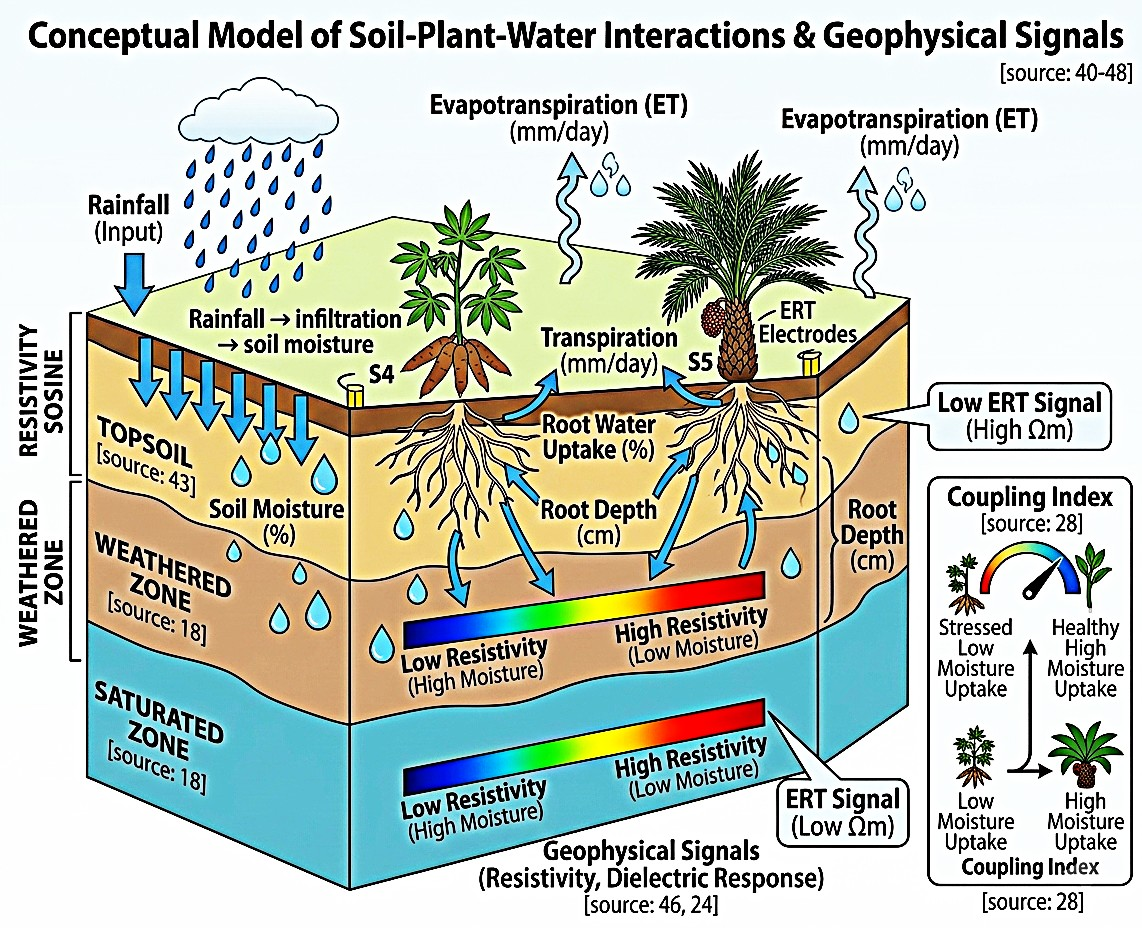 Conceptual Model of Soil-Plant-Water Interactions & Geophysical Signals
[source: 40-48]
Evapotranspiration (ET)
(mm/day)
Evapotranspiration (ET)
(mm/day)
Rainfall
(Input)
Rainfall → infiltration
→ soil moisture
ERT
Electrodes
Transpiration
(mm/day)
S4
S5
RESISTIVITY
SOSINE
TOPSOIL
[source: 43]
Root Water
Uptake (%)
Low ERT Signal
(High Ωm)
Soil Moisture
(%)
Root Depth
(cm)
Root
Depth
(cm)
WEATHERED
ZONE
WEATHERED
ZONE
[source: 18]
Low Resistivity
(High Moisture)
High Resistivity
(Low Moisture)
SATURATED
ZONE
[source: 18]
Low Resistivity
(High Moisture)
High Resistivity
(Low Moisture)
ERT Signal
(Low Ωm)
Geophysical Signals
(Resistivity, Dielectric Response)
[source: 46, 24]
Coupling Index
[source: 28]
Stressed
Low
Moisture
Uptake
Healthy
High
Moisture
Uptake
Low
Moisture
Uptake
High
Moisture
Uptake
Coupling Index
[source: 28]